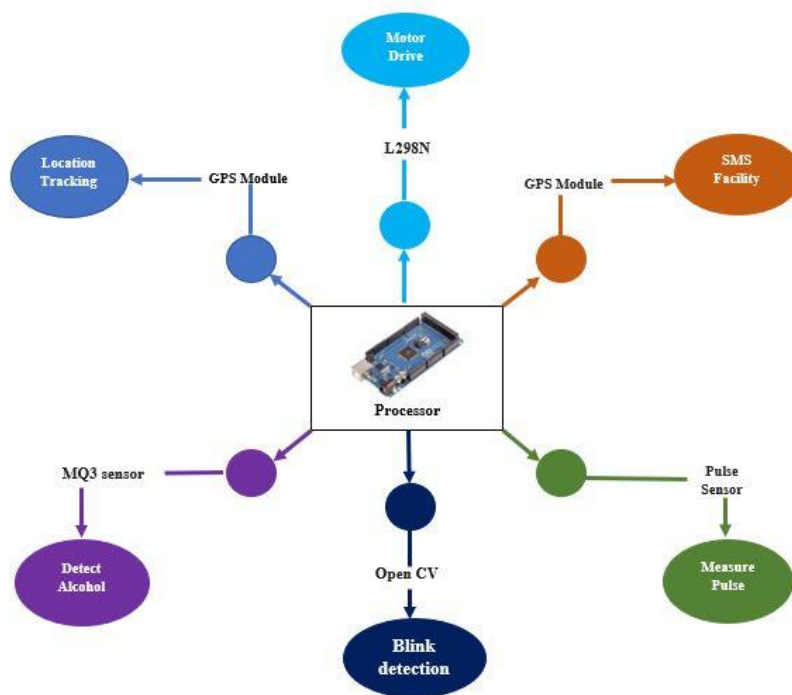 Motor
Drive
L298N
Location
Tracking
GPS Module
GPS Module
SMS
Facility
Processor
MQ3 sensor
Pulse
Sensor
Detect
Alcohol
Open CV
Measure
Pulse
Blink
detection